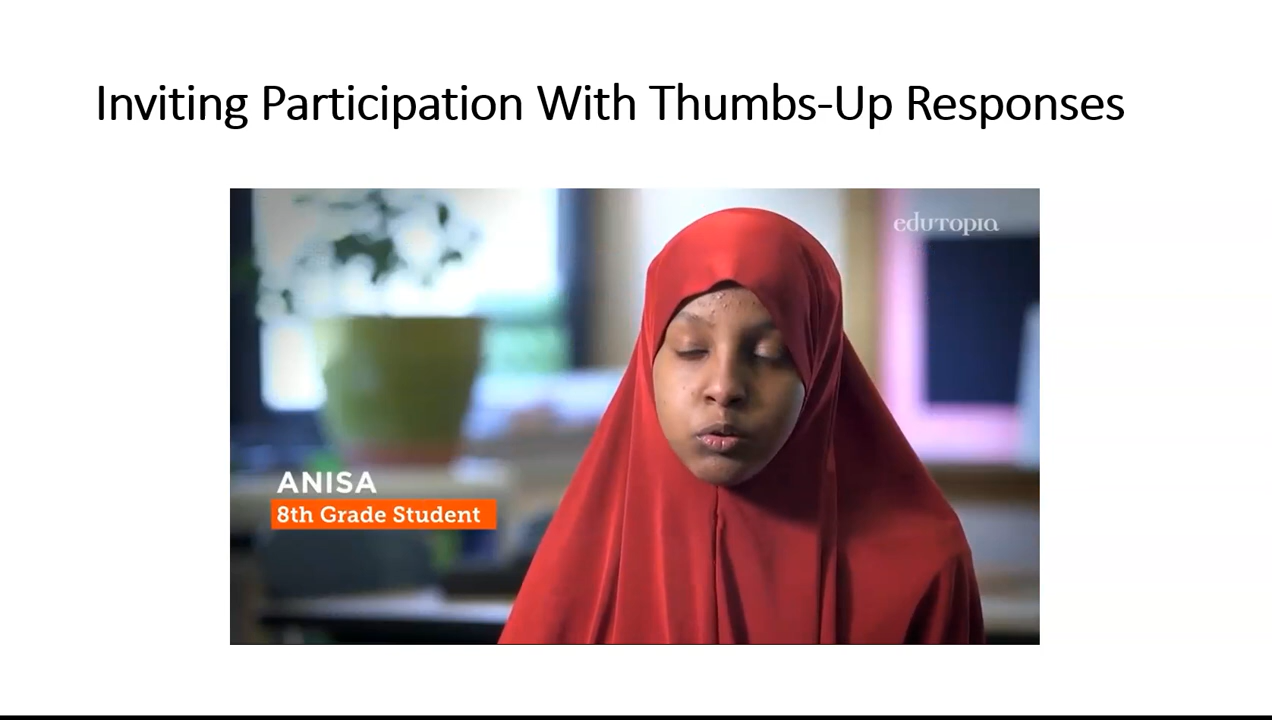 Inviting Participation With Thumbs-Up Responses
edutopia
ANISA
8th Grade Student